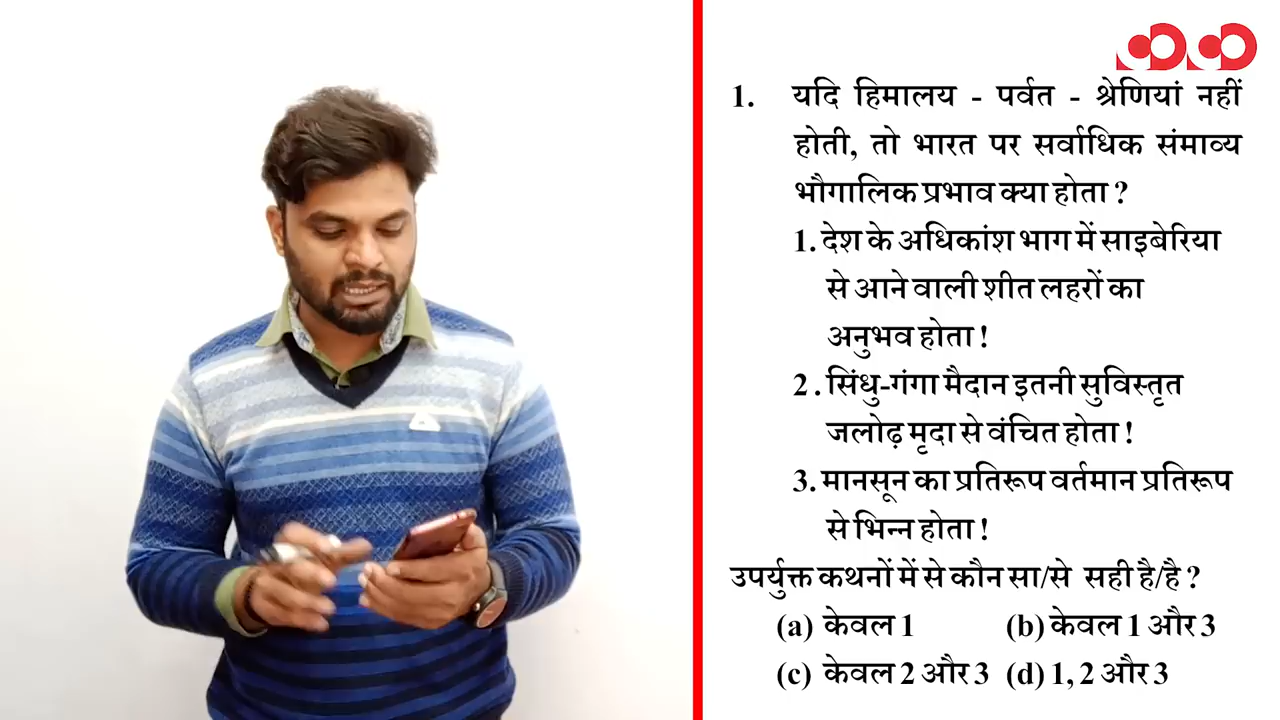 1. यदि हिमालय - पर्वत - श्रेणियां नहीं
होती, तो भारत पर सर्वाधिक संमाव्य
भौगालिक प्रभाव क्या होता ?
1. देश के अधिकांश भाग में साइबेरिया
से आने वाली शीत लहरों का
अनुभव होता !
2 . सिंधु-गंगा मैदान इतनी सुविस्तृत
जलोढ़ मृदा से वंचित होता !
3. मानसून का प्रतिरूप वर्तमान प्रतिरूप
से भिन्न होता !
उपर्युक्त कथनों में से कौन सा/से सही है/है ?
(a) केवल 1 (b) केवल 1 और 3
(c) केवल 2 और 3 (d) 1, 2 और 3